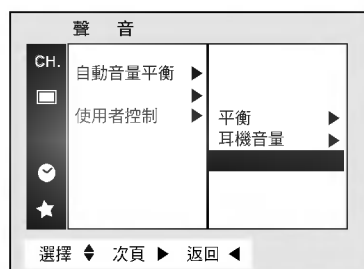 聲 音
CH.
自動音量平衡 ▶
▶
使用者控制 ▶
平衡 ▶
耳機音量 ▶
選擇 ◆ 次頁 ▶ 返回 ◀